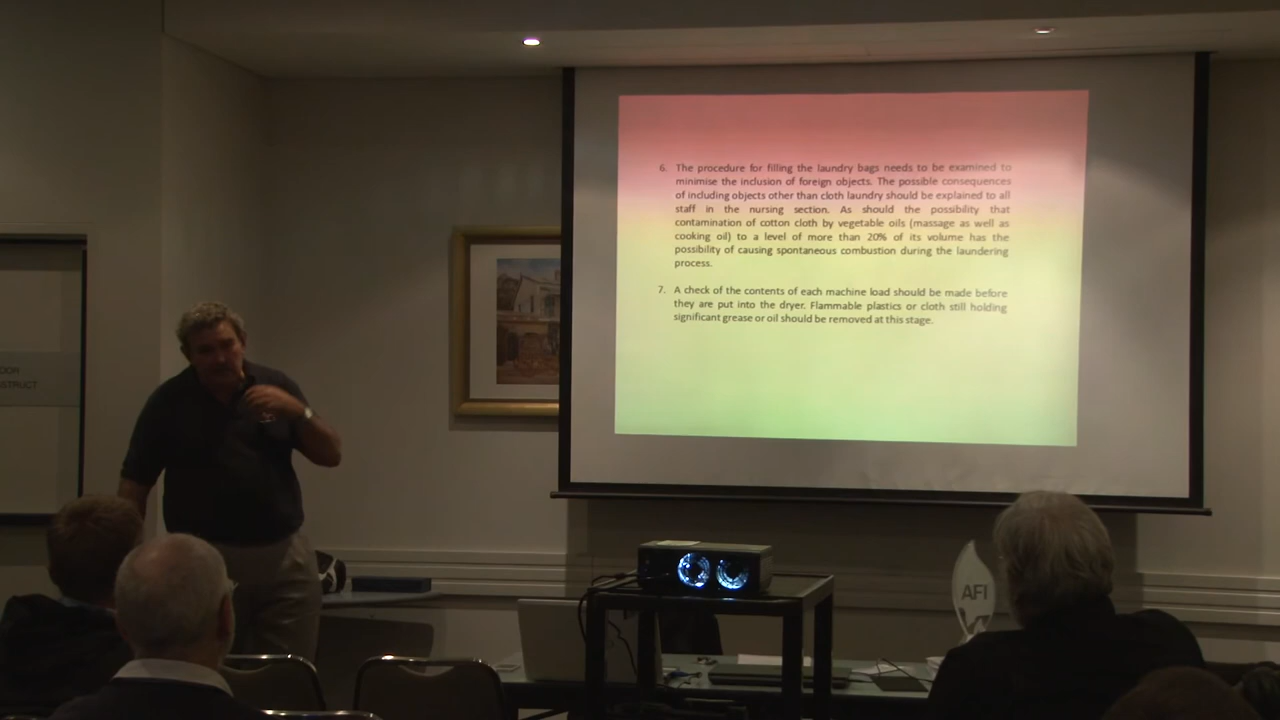 6. The procedure for filling the laundry bags needs to be examined to
minimise the inclusion of foreign objects. The possible consequences
of including objects other than cloth laundry should be explained to all
staff in the nursing section. As should the possibility that
contamination of cotton cloth by vegetable oils (massage as well as
cooking oil) to a level of more than 20% of its volume has the
possibility of causing spontaneous combustion during the laundering
process.
7. A check of the contents of each machine load should be made before
they are put into the dryer. Flammable plastics or cloth still holding
significant grease or oil should be removed at this stage.
AFI